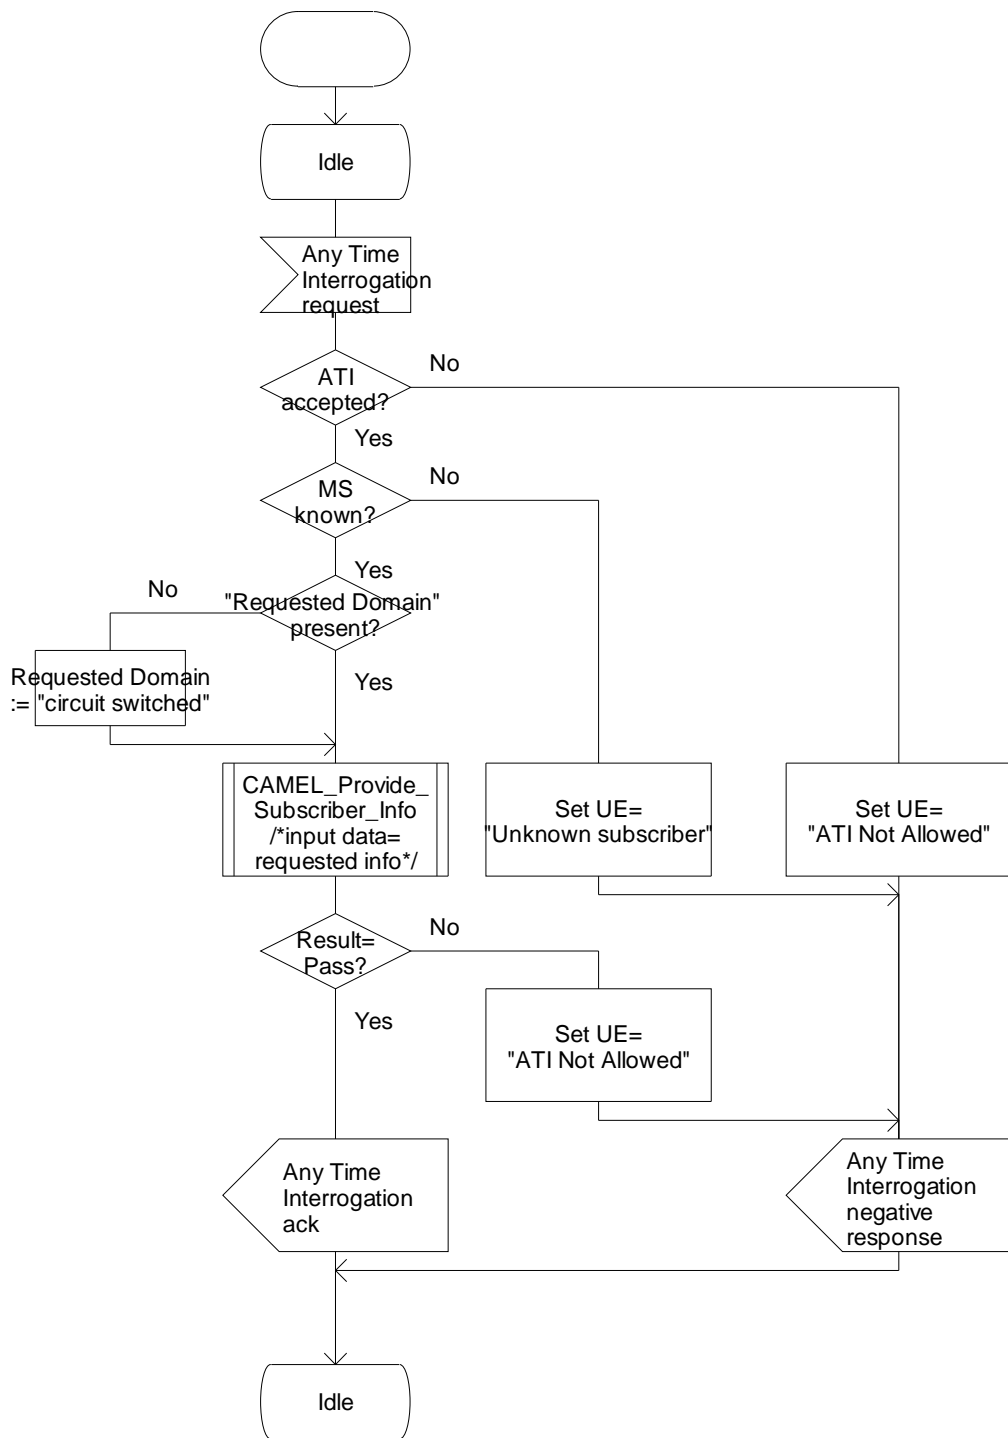 Idle
Any Time
Interrogation
request
ATI
accepted?
No
Yes
MS
known?
No
Yes
"Requested Domain"
present?
No
Yes
Requested Domain
:= "circuit switched"
CAMEL_Provide_
Subscriber_Info
/*input data=
requested info*/
Set UE=
"Unknown subscriber"
Set UE=
"ATI Not Allowed"
Result=
Pass?
No
Yes
Set UE=
"ATI Not Allowed"
Any Time
Interrogation
ack
Any Time
Interrogation
negative
response
Idle